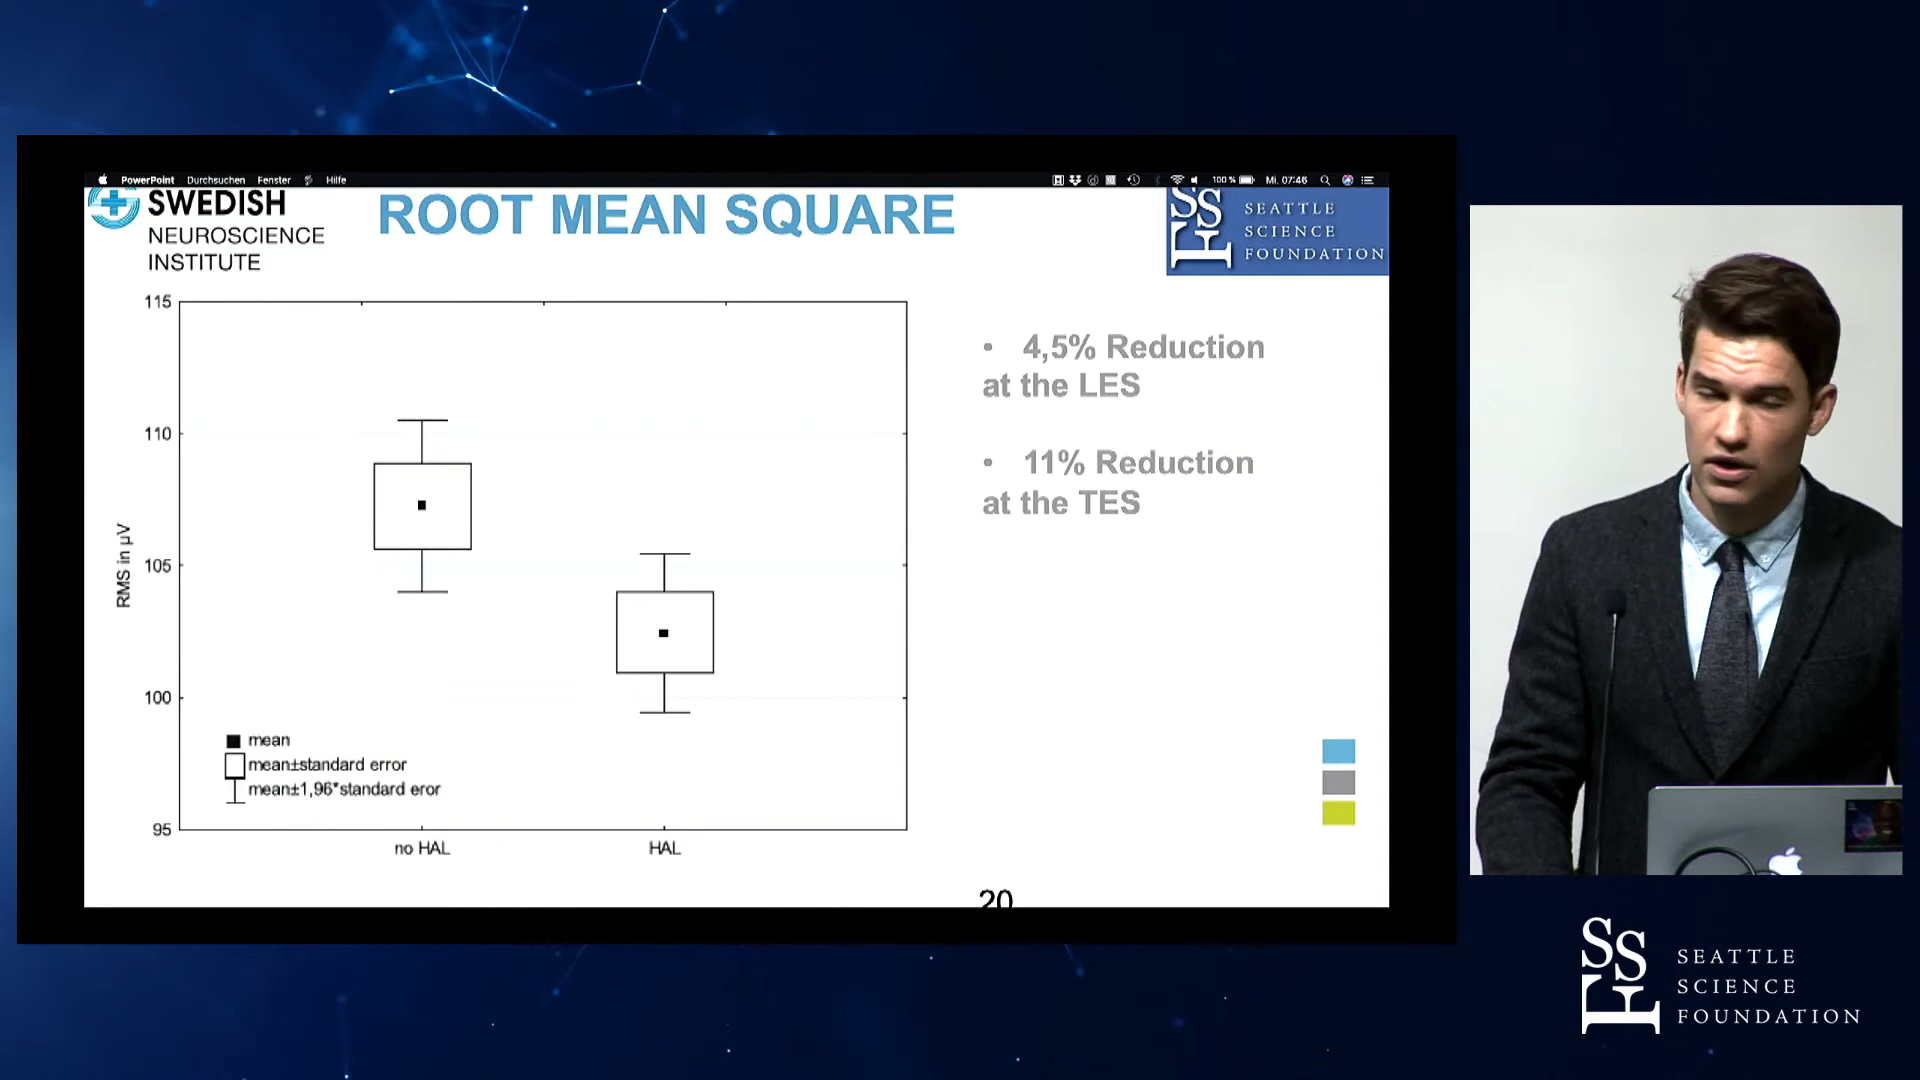 PowerPoint Durchsuchen Fenster Hilfe
100 % Mi. 07:46
SWEDISH
NEUROSCIENCE
INSTITUTE
ROOT MEAN SQUARE
SEATTLE
SCIENCE
FOUNDATION
115
110
105
100
95
RMS in µV
mean
mean±standard error
mean±1,96*standard eror
no HAL
HAL
• 4,5% Reduction
at the LES
• 11% Reduction
at the TES
20
SSF
SEATTLE
SCIENCE
FOUNDATION